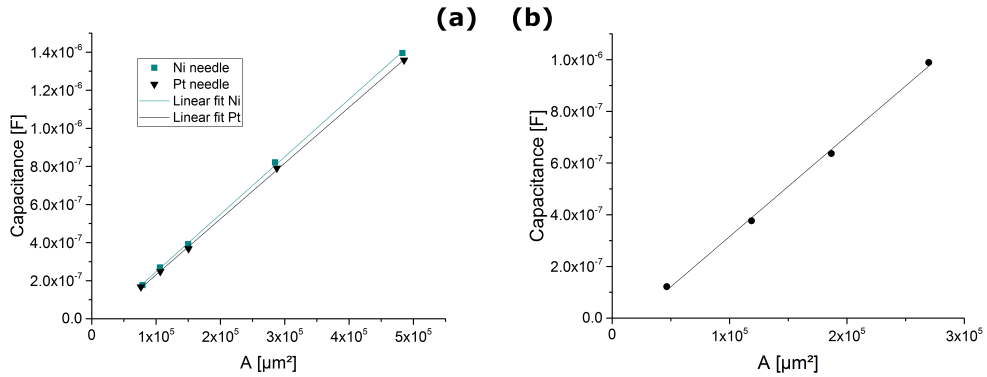 (a)
1.4x10⁻⁶
1.2x10⁻⁶
1.0x10⁻⁶
8.0x10⁻⁷
6.0x10⁻⁷
4.0x10⁻⁷
2.0x10⁻⁷
0.0
Capacitance [F]
Ni needle
Pt needle
Linear fit Ni
Linear fit Pt
0 1x10⁵ 2x10⁵ 3x10⁵ 4x10⁵ 5x10⁵
A [µm²]
(b)
1.0x10⁻⁶
8.0x10⁻⁷
6.0x10⁻⁷
4.0x10⁻⁷
2.0x10⁻⁷
0.0
Capacitance [F]
0 1x10⁵ 2x10⁵ 3x10⁵
A [µm²]